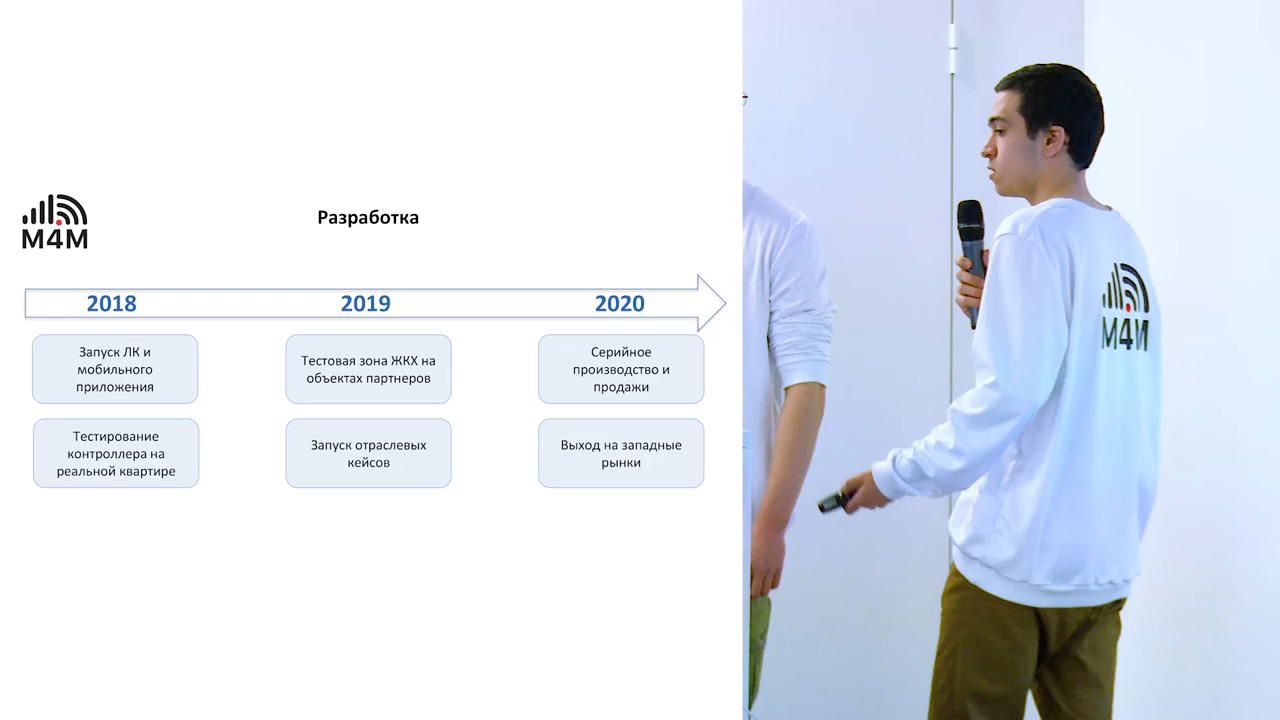 M4M
Разработка
2018
2019
2020
Запуск ЛК и
мобильного
приложения
Тестовая зона ЖКХ на
объектах партнеров
Серийное
производство и
продажи
Тестирование
контроллера на
реальной квартире
Запуск отраслевых
кейсов
Выход на западные
рынки
M4M